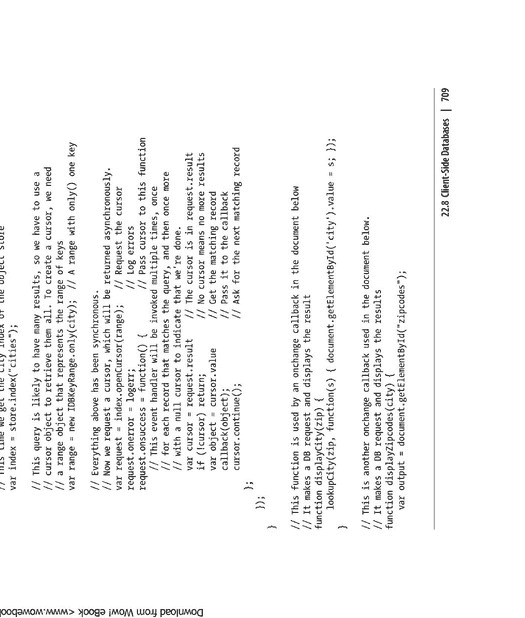 // This time we get the city index of the object store
var index = store.index("cities");
// This query is likely to have many results, so we have to use a
// cursor object to retrieve them all. To create a cursor, we need
// a range object that represents the range of keys
var range = new IDBKeyRange.only(city); // A range with only() one key
// Everything above has been synchronous.
// Now we request a cursor, which will be returned asynchronously.
var request = index.openCursor(range); // Request the cursor
request.onerror = logerr; // Log errors
request.onsuccess = function() { // Pass cursor to this function
// This event handler will be invoked multiple times, once
// for each record that matches the query, and then once more
// with a null cursor to indicate that we're done.
var cursor = request.result // The cursor is in request.result
if (!cursor) return; // No cursor means no more results
var object = cursor.value // Get the matching record
callback(object); // Pass it to the callback
cursor.continue(); // Ask for the next matching record
};
});
}
// This function is used by an onchange callback in the document below
// It makes a DB request and displays the result
function displayCity(zip) {
lookupCity(zip, function(s) { document.getElementById('city').value = s; });
}
// This is another onchange callback used in the document below.
// It makes a DB request and displays the results
function displayZipcodes(city) {
var output = document.getElementById("zipcodes");
22.8 Client-Side Databases | 709
Download from Wow! eBook <www.wowebook